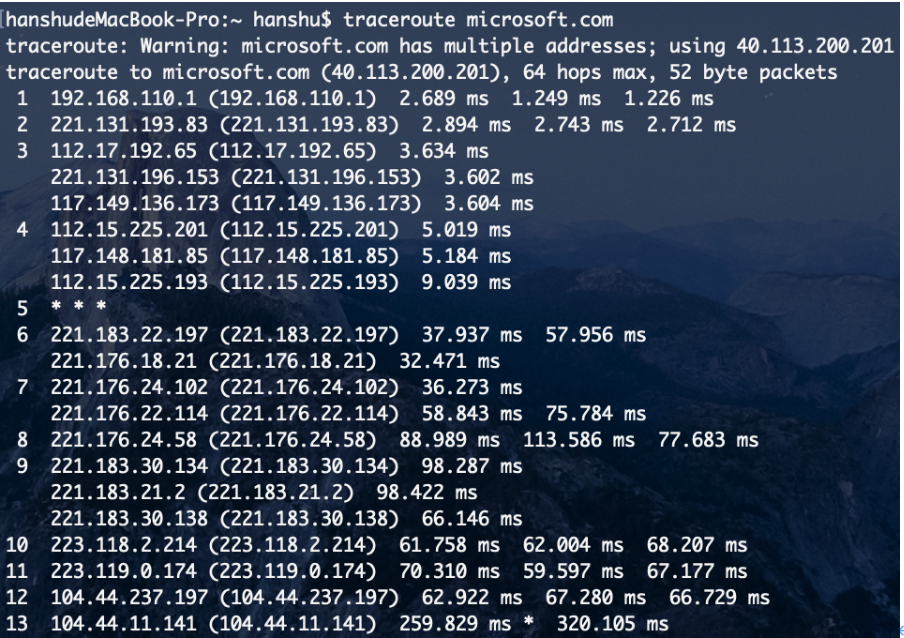 [hanshudeMacBook-Pro:~ hanshu$ traceroute microsoft.com
traceroute: Warning: microsoft.com has multiple addresses; using 40.113.200.201
traceroute to microsoft.com (40.113.200.201), 64 hops max, 52 byte packets
 1  192.168.110.1 (192.168.110.1)  2.689 ms  1.249 ms  1.226 ms
 2  221.131.193.83 (221.131.193.83)  2.894 ms  2.743 ms  2.712 ms
 3  112.17.192.65 (112.17.192.65)  3.634 ms
    221.131.196.153 (221.131.196.153)  3.602 ms
    117.149.136.173 (117.149.136.173)  3.604 ms
 4  112.15.225.201 (112.15.225.201)  5.019 ms
    117.148.181.85 (117.148.181.85)  5.184 ms
    112.15.225.193 (112.15.225.193)  9.039 ms
 5  * * *
 6  221.183.22.197 (221.183.22.197)  37.937 ms  57.956 ms
    221.176.18.21 (221.176.18.21)  32.471 ms
 7  221.176.24.102 (221.176.24.102)  36.273 ms
    221.176.22.114 (221.176.22.114)  58.843 ms  75.784 ms
 8  221.176.24.58 (221.176.24.58)  88.989 ms  113.586 ms  77.683 ms
 9  221.183.30.134 (221.183.30.134)  98.287 ms
    221.183.21.2 (221.183.21.2)  98.422 ms
    221.183.30.138 (221.183.30.138)  66.146 ms
10  223.118.2.214 (223.118.2.214)  61.758 ms  62.004 ms  68.207 ms
11  223.119.0.174 (223.119.0.174)  70.310 ms  59.597 ms  67.177 ms
12  104.44.237.197 (104.44.237.197)  62.922 ms  67.280 ms  66.729 ms
13  104.44.11.141 (104.44.11.141)  259.829 ms *  320.105 ms